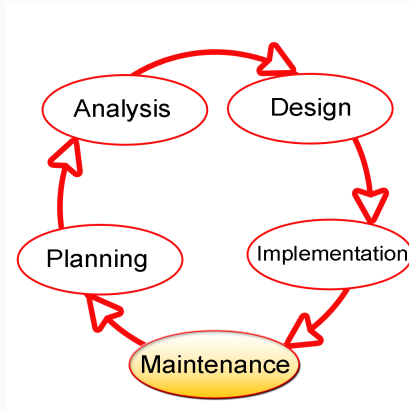 Analysis
Design
Planning
Implementation
Maintenance